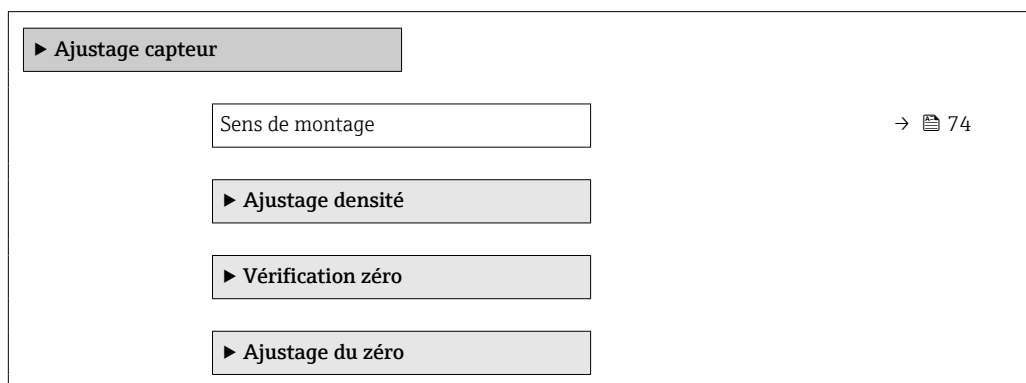 ▶ Ajustage capteur
Sens de montage → 🖹 74
▶ Ajustage densité
▶ Vérification zéro
▶ Ajustage du zéro